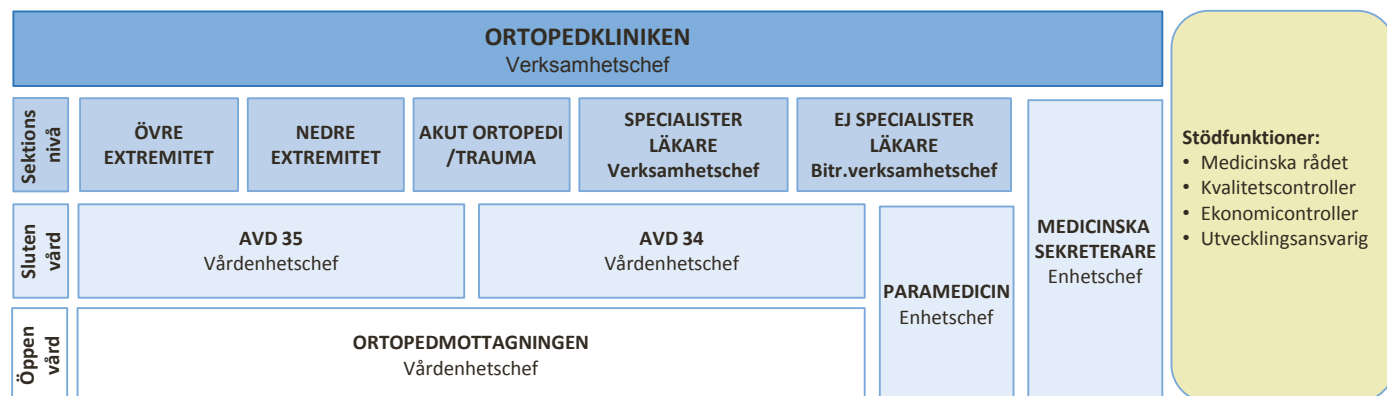 ORTOPEDKLINIKEN
Verksamhetschef
Sektions
nivå
ÖVRE
EXTREMITET
NEDRE
EXTREMITET
AKUT ORTOPEDI
/TRAUMA
SPECIALISTER
LÄKARE
Verksamhetschef
EJ SPECIALISTER
LÄKARE
Bitr.verksamhetschef
Sluten
vård
AVD 35
Vårdenhetschef
AVD 34
Vårdenhetschef
PARAMEDICIN
Enhetschef
MEDICINSKA
SEKRETERARE
Enhetschef
Öppen
vård
ORTOPEDMOTTAGNINGEN
Vårdenhetschef
Stödfunktioner:
• Medicinska rådet
• Kvalitetscontroller
• Ekonomicontroller
• Utvecklingsansvarig